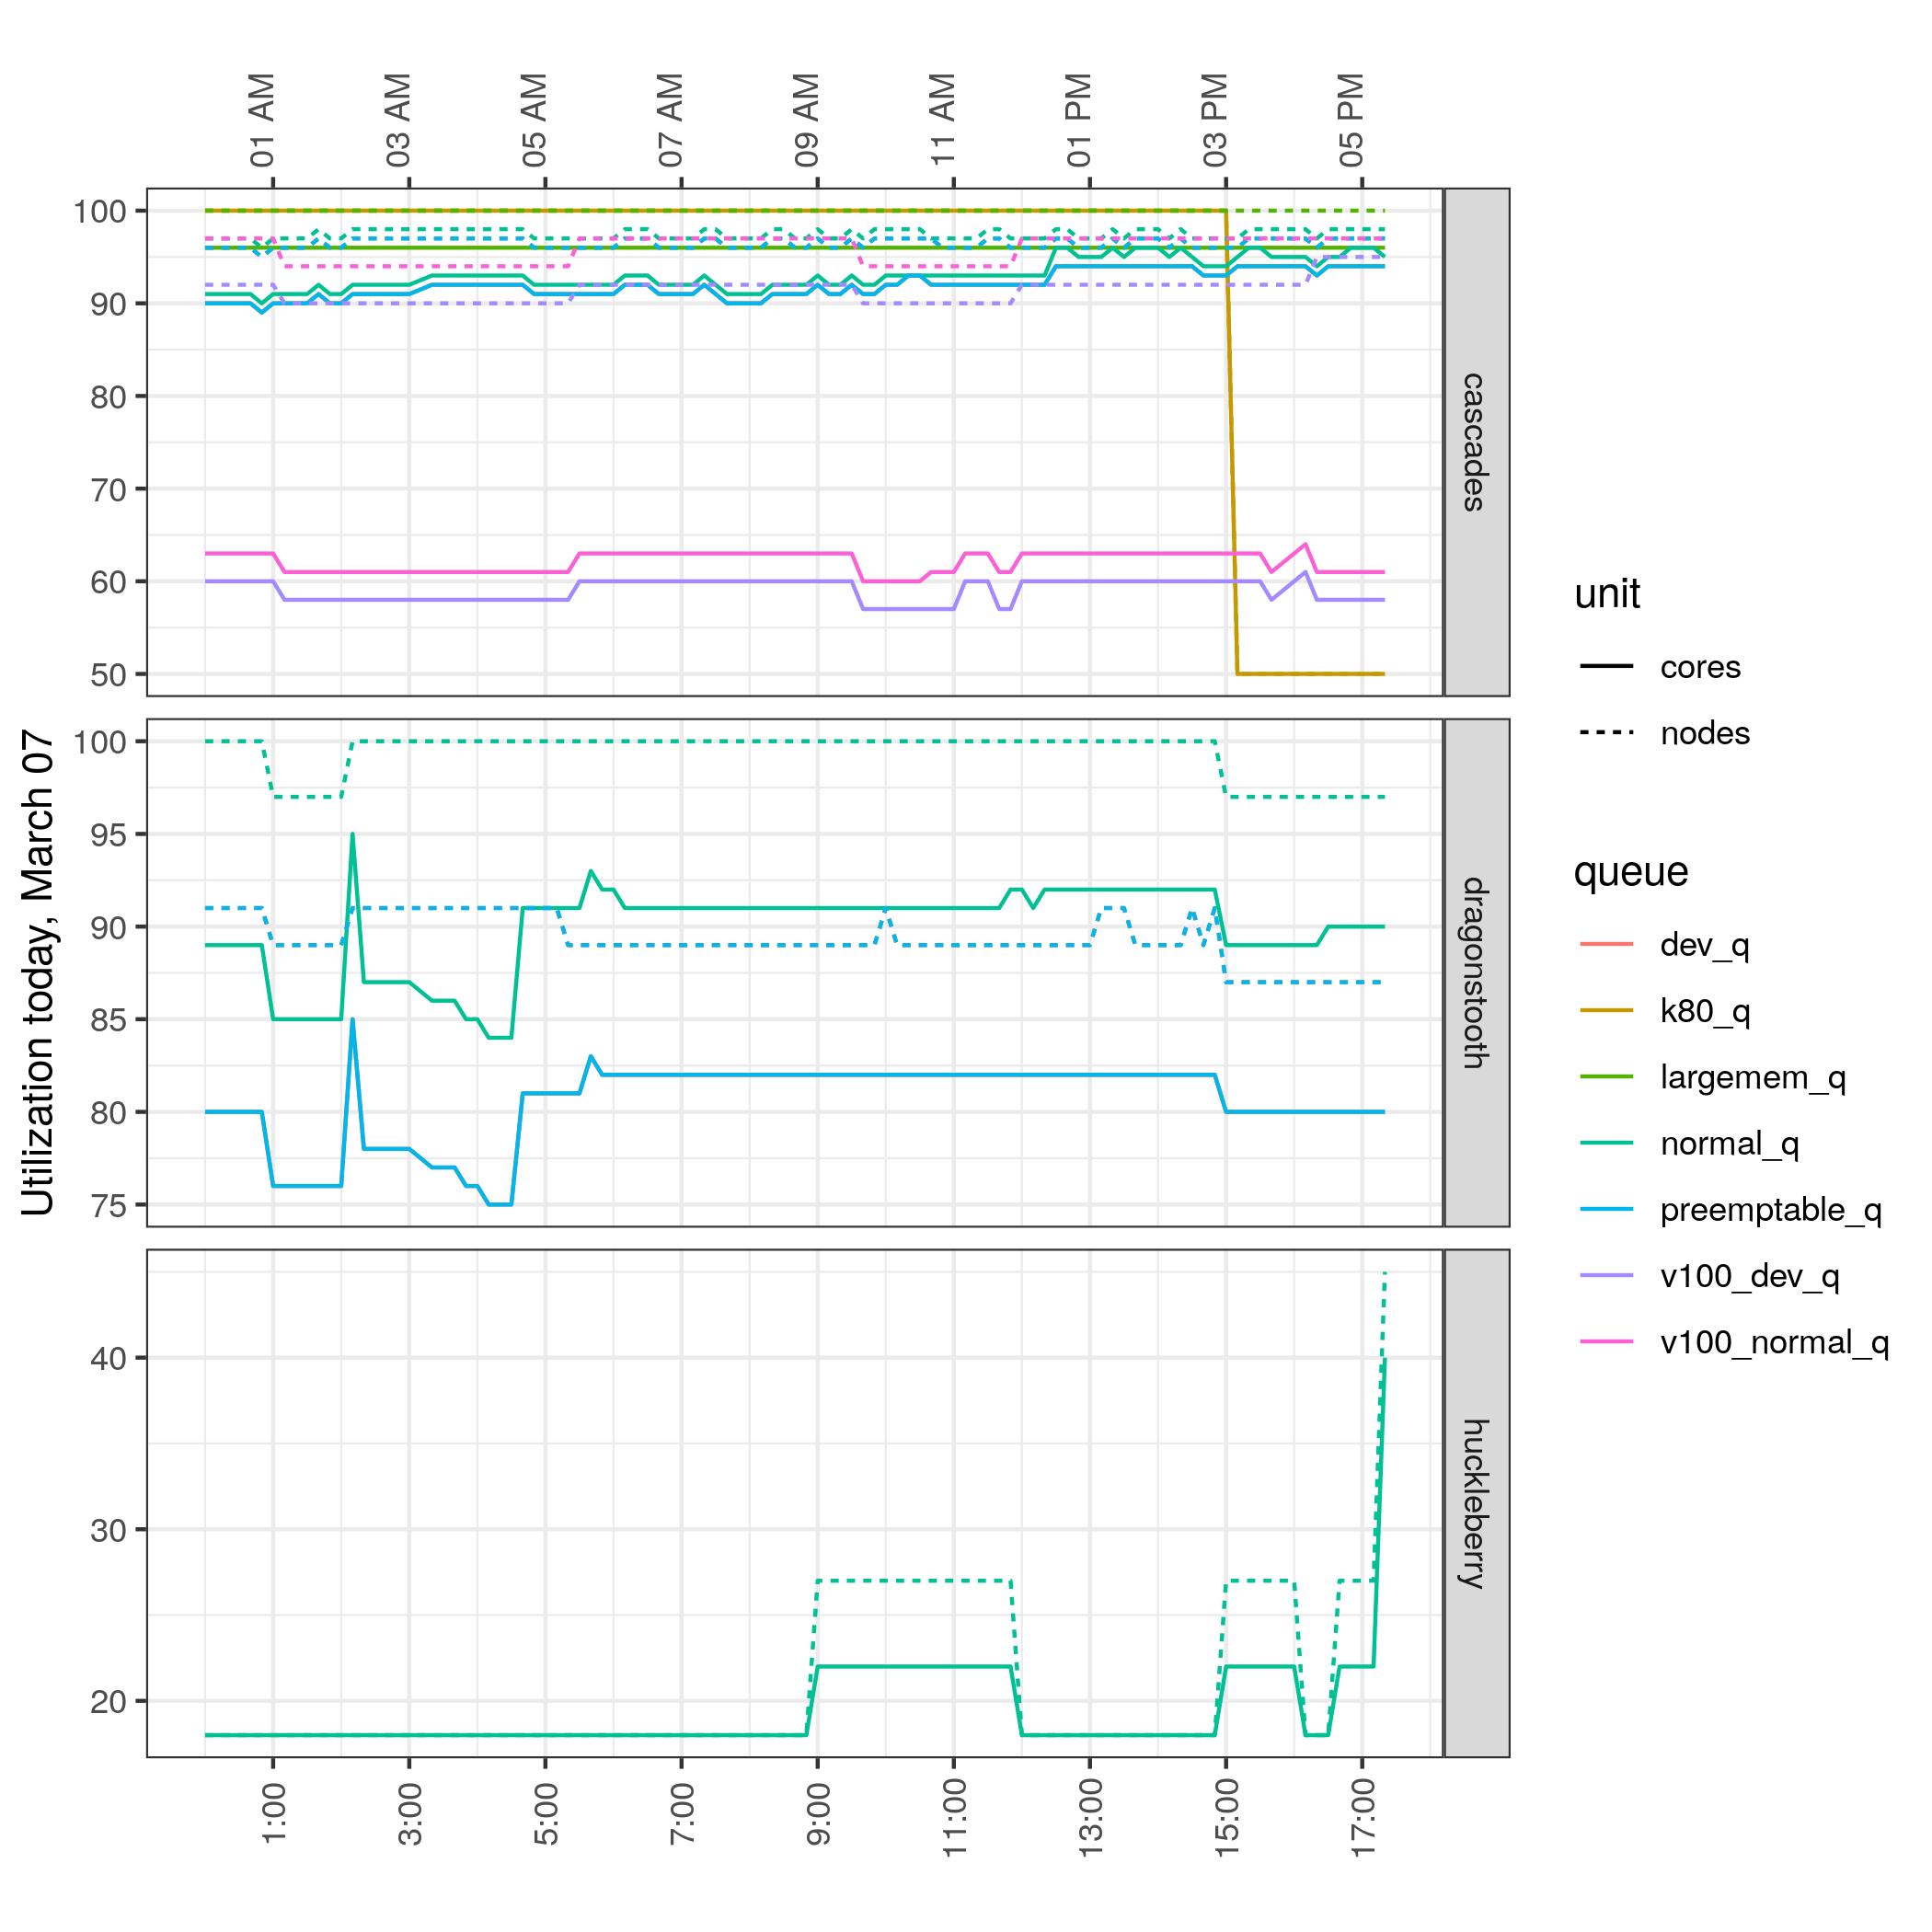 01 AM
03 AM
05 AM
07 AM
09 AM
11 AM
01 PM
03 PM
05 PM
Utilization today, March 07
100
90
80
70
60
50
cascades
100
95
90
85
80
75
dragonstooth
40
30
20
huckleberry
1:00
3:00
5:00
7:00
9:00
11:00
13:00
15:00
17:00
unit
cores
nodes
queue
dev_q
k80_q
largemem_q
normal_q
preemptable_q
v100_dev_q
v100_normal_q